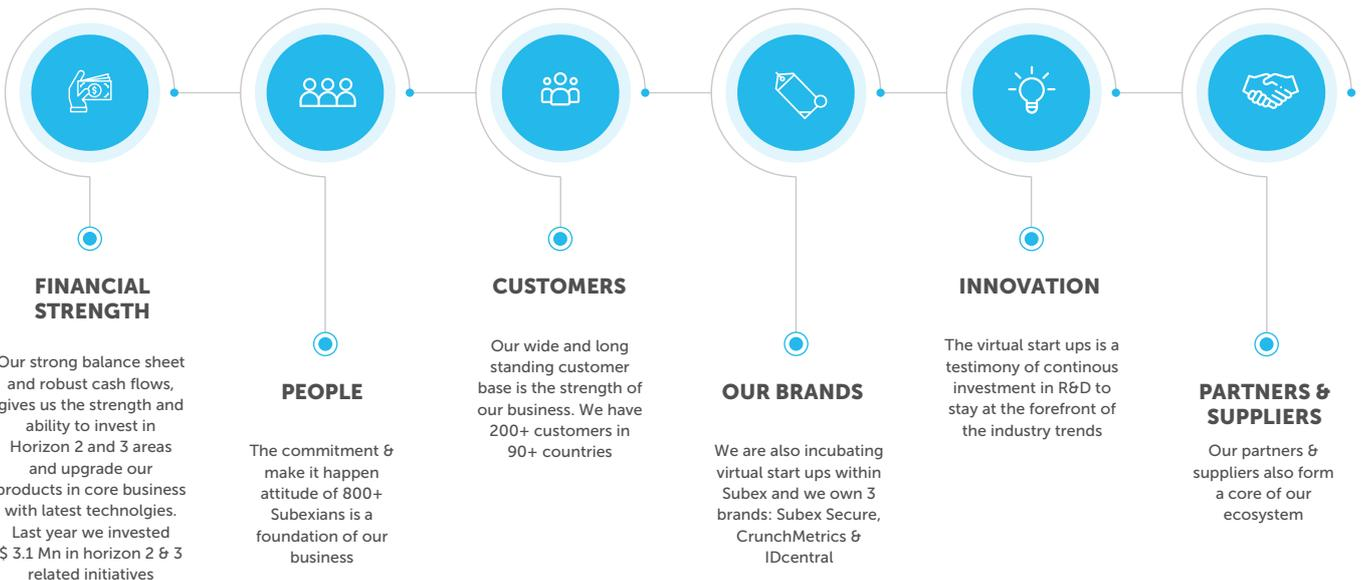 FINANCIAL
STRENGTH
Our strong balance sheet
and robust cash flows,
gives us the strength and
ability to invest in
Horizon 2 and 3 areas
and upgrade our
products in core business
with latest technolgies.
Last year we invested
$ 3.1 Mn in horizon 2 & 3
related initiatives
PEOPLE
The commitment &
make it happen
attitude of 800+
Subexians is a
foundation of our
business
CUSTOMERS
Our wide and long
standing customer
base is the strength of
our business. We have
200+ customers in
90+ countries
OUR BRANDS
We are also incubating
virtual start ups within
Subex and we own 3
brands: Subex Secure,
CrunchMetrics &
IDcentral
INNOVATION
The virtual start ups is a
testimony of continous
investment in R&D to
stay at the forefront of
the industry trends
PARTNERS &
SUPPLIERS
Our partners &
suppliers also form
a core of our
ecosystem